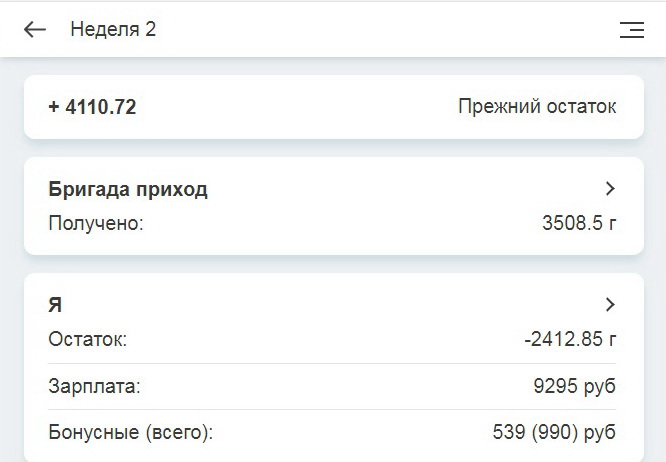 Неделя 2
+ 4110.72 Прежний остаток
Бригада приход
Получено: 3508.5 г
Я
Остаток: -2412.85 г
Зарплата: 9295 руб
Бонусные (всего): 539 (990) руб